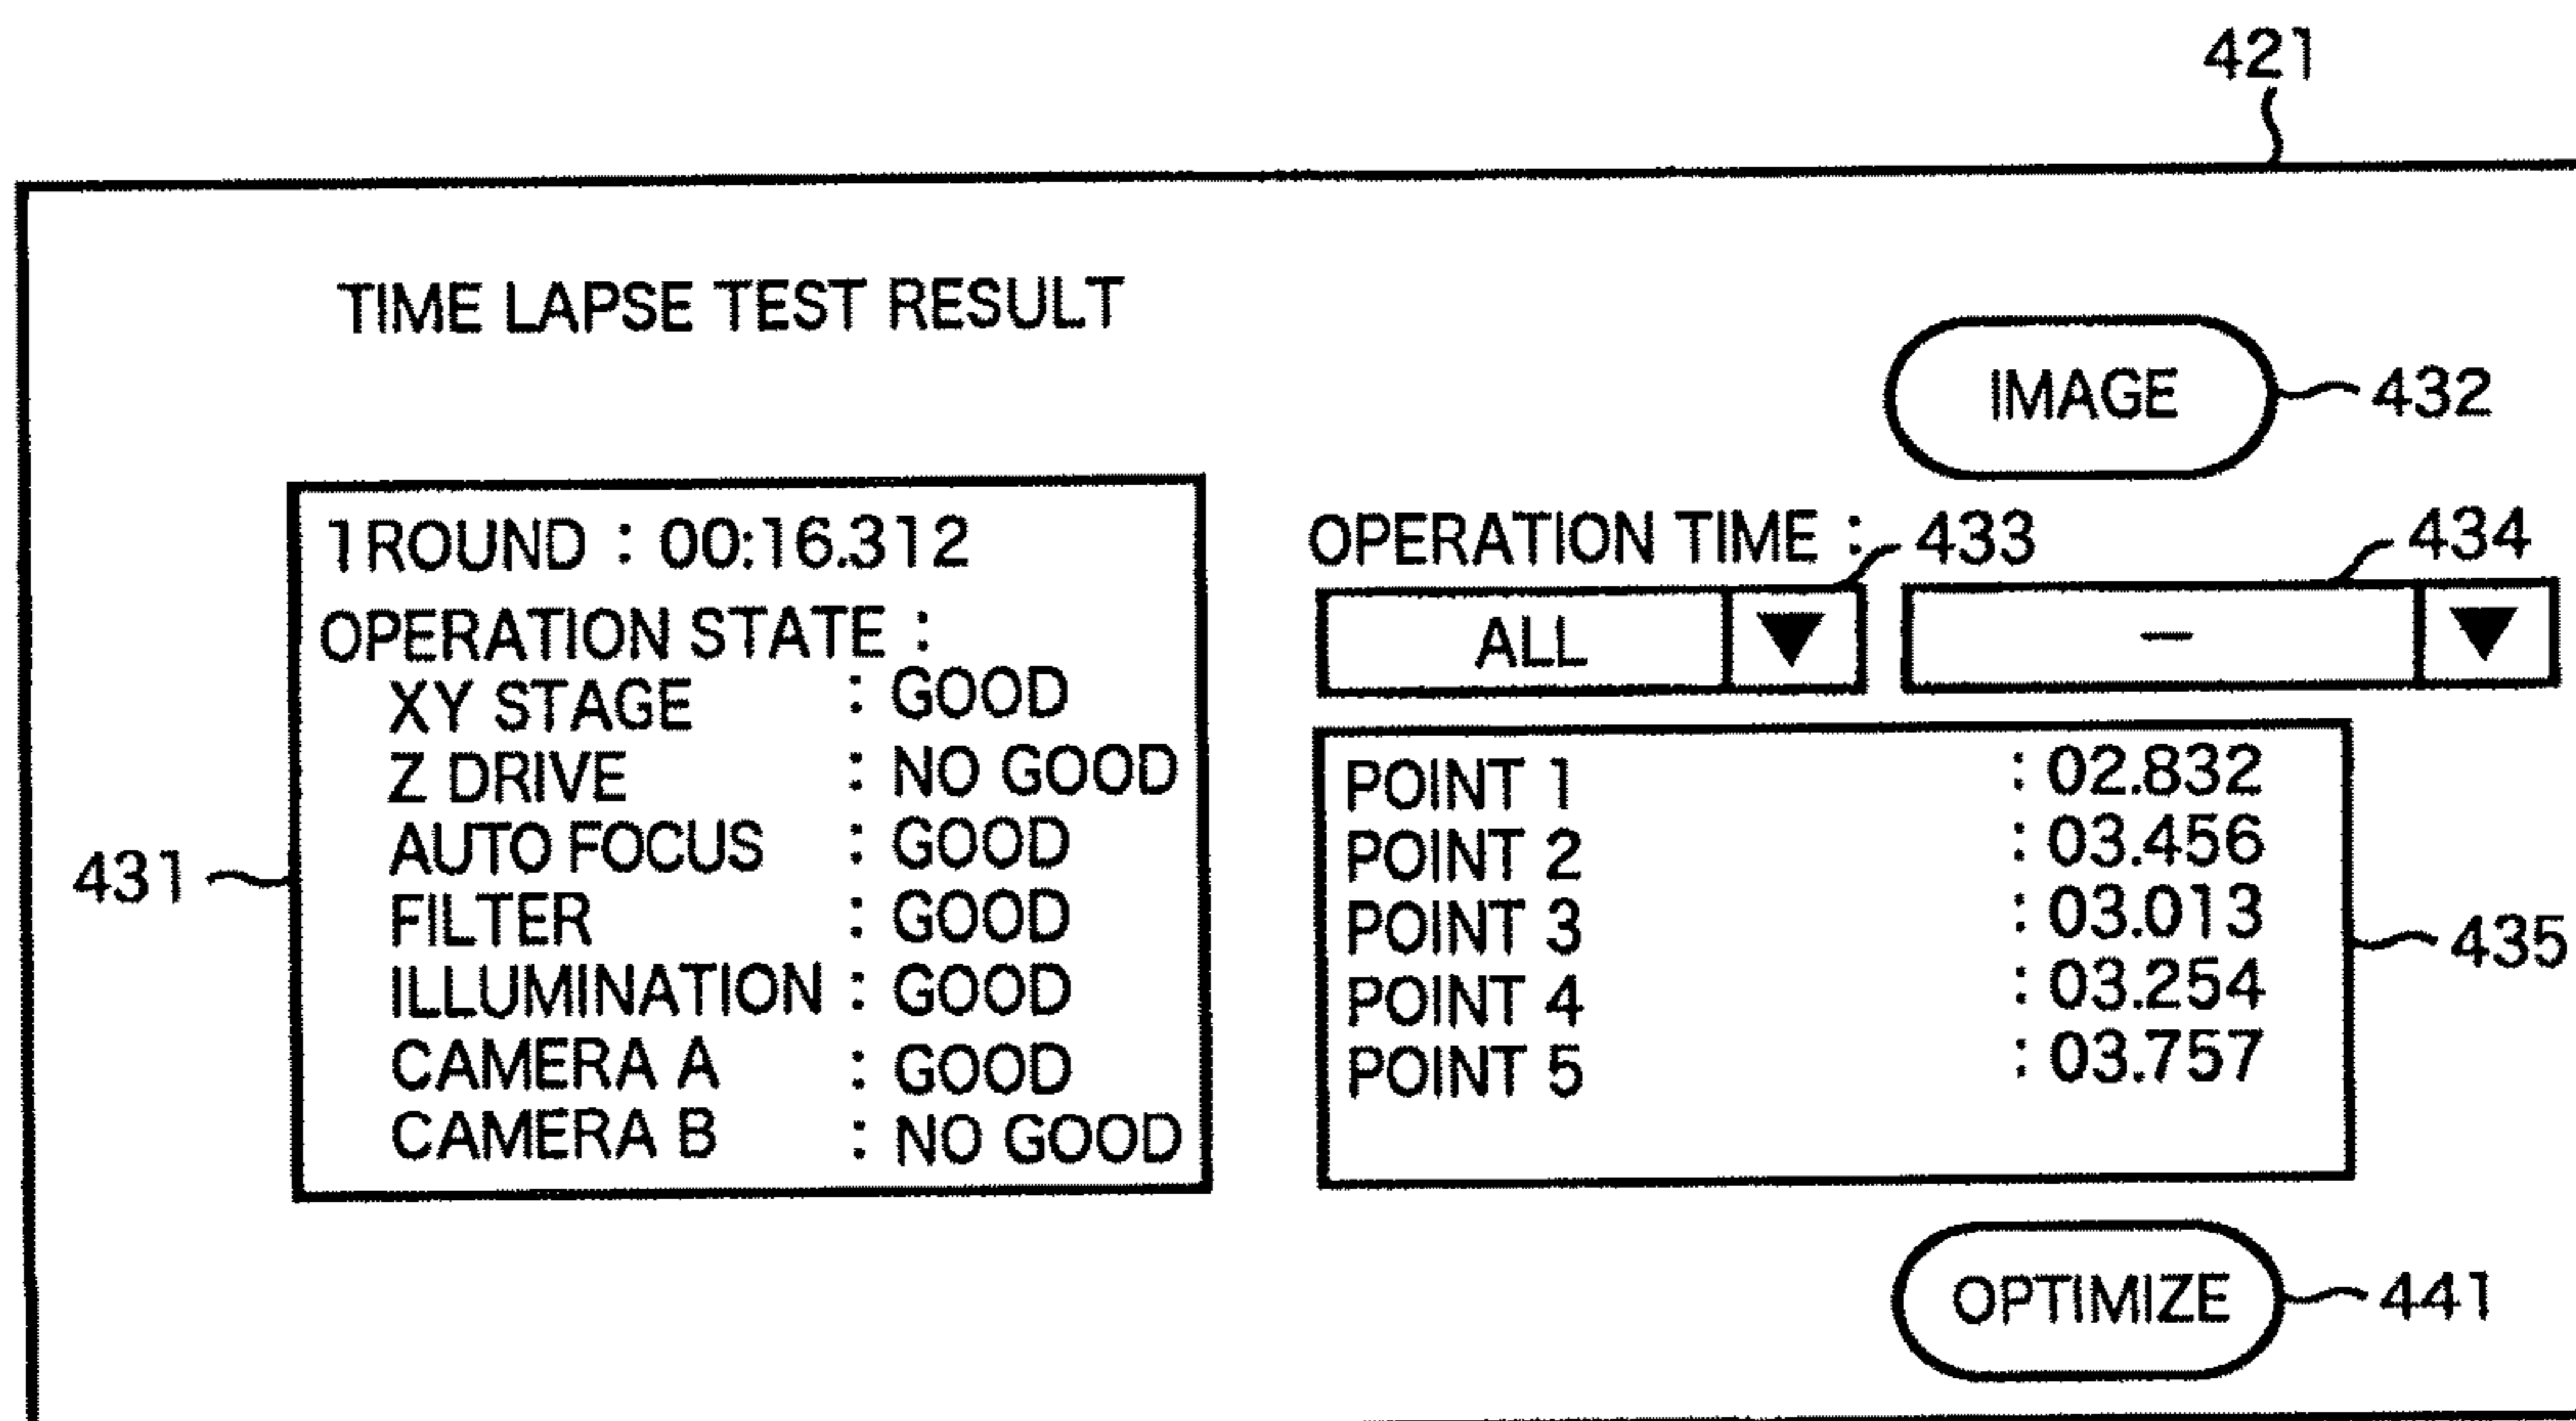 421
TIME LAPSE TEST RESULT
IMAGE
432
1 ROUND : 00:16.312
OPERATION STATE :
XY STAGE : GOOD
Z DRIVE : NO GOOD
AUTO FOCUS : GOOD
FILTER : GOOD
ILLUMINATION : GOOD
CAMERA A : GOOD
CAMERA B : NO GOOD
431
OPERATION TIME :
433
434
ALL ▼
– ▼
POINT 1 : 02.832
POINT 2 : 03.456
POINT 3 : 03.013
POINT 4 : 03.254
POINT 5 : 03.757
435
OPTIMIZE
441